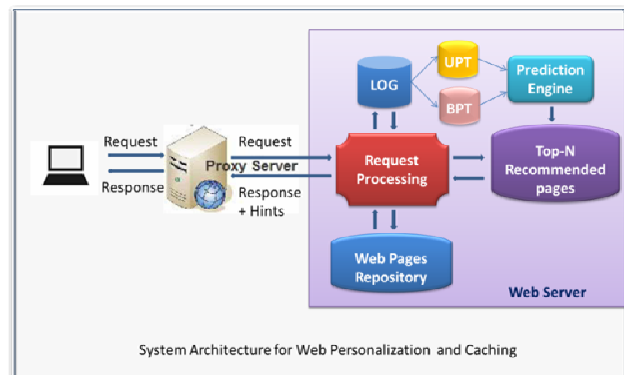 UPT
LOG
BPT
Prediction
Engine
Request
Request
Proxy Server
Response
Response
+ Hints
Request
Processing
Top-N
Recommended
pages
Web Pages
Repository
Web Server
System Architecture for Web Personalization and Caching